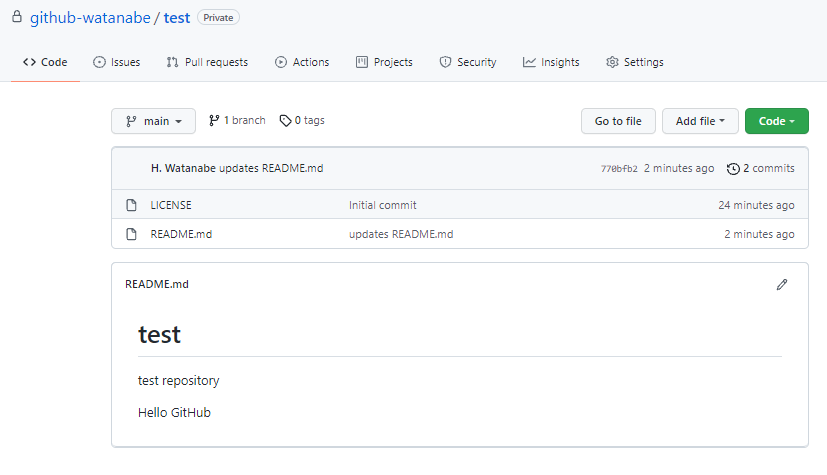 github-watanabe / test Private
Code Issues Pull requests Actions Projects Security Insights Settings
main 1 branch 0 tags Go to file Add file Code
H. Watanabe updates README.md 770bfb2 2 minutes ago 2 commits
LICENSE Initial commit 24 minutes ago
README.md updates README.md 2 minutes ago
README.md
test
test repository
Hello GitHub